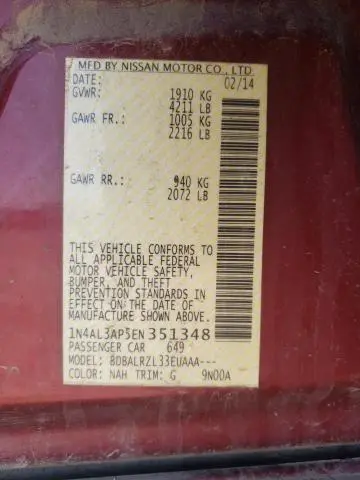 MFD BY NISSAN MOTOR CO., LTD.
DATE: 02/14
GVWR: 1910 KG
4211 LB
GAWR FR.: 1005 KG
2216 LB
GAWR RR.: 940 KG
2072 LB
THIS VEHICLE CONFORMS TO
ALL APPLICABLE FEDERAL
MOTOR VEHICLE SAFETY,
BUMPER, AND THEFT
PREVENTION STANDARDS IN
EFFECT ON THE DATE OF
MANUFACTURE SHOWN ABOVE.
1N4AL3AP5EN351348
PASSENGER CAR 649
MODEL: BDBALRZL33EUAAA---
COLOR: NAH TRIM: G 9N00A